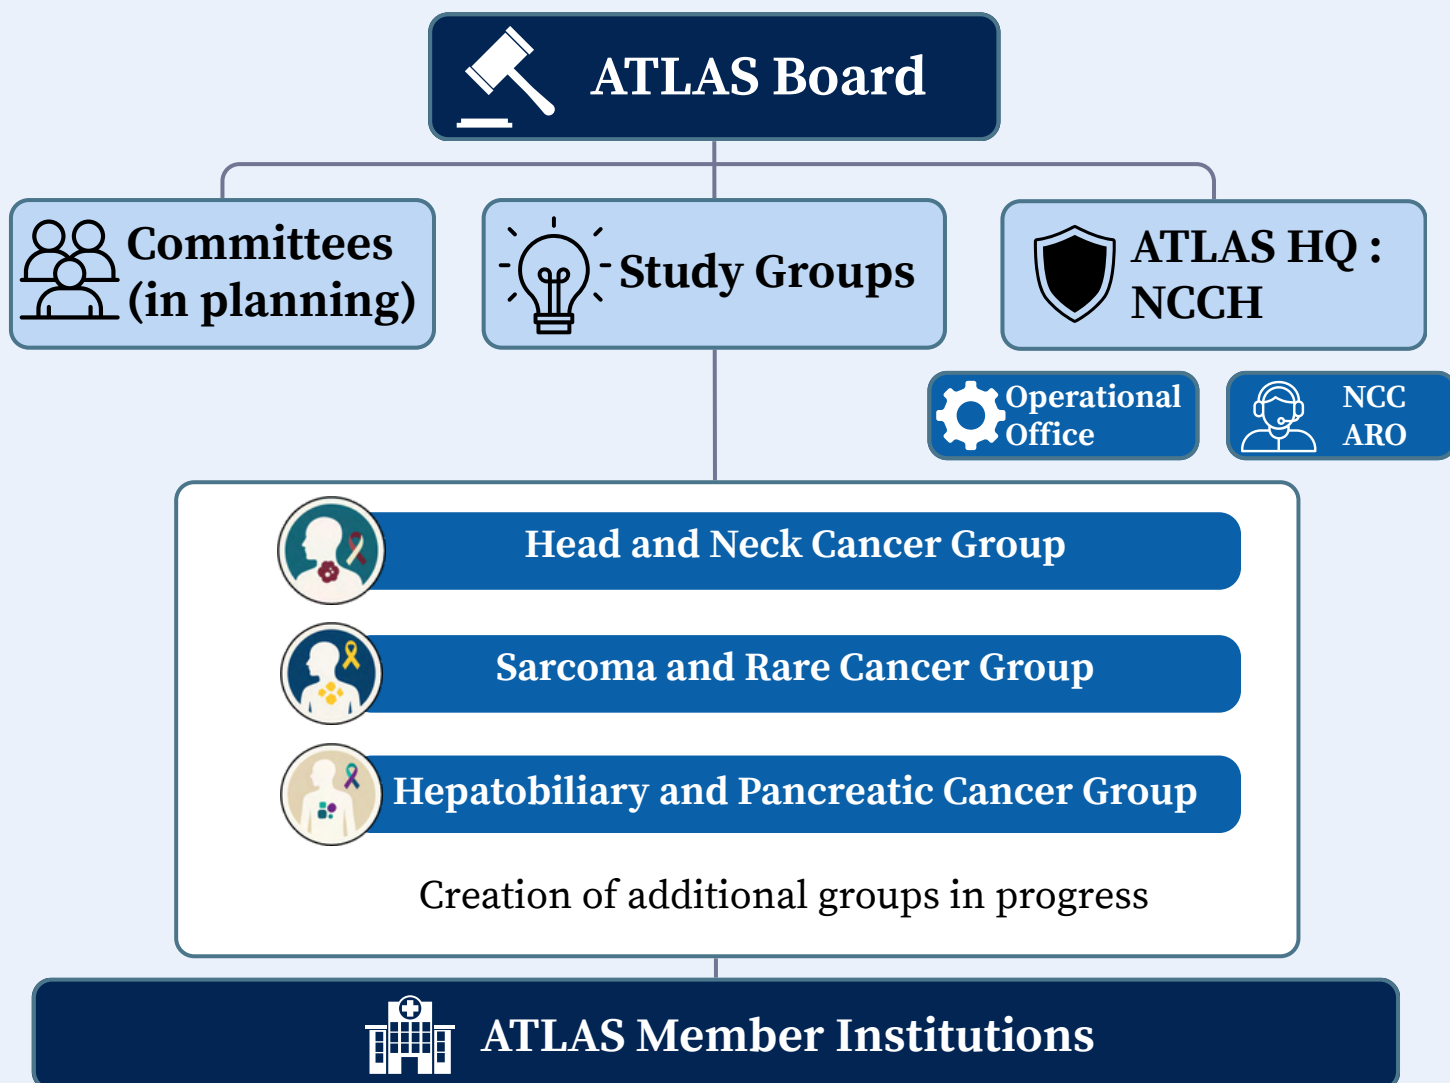 ATLAS Board
Committees
(in planning)
Study Groups
ATLAS HQ :
NCCH
Operational
Office
NCC
ARO
Head and Neck Cancer Group
Sarcoma and Rare Cancer Group
Hepatobiliary and Pancreatic Cancer Group
Creation of additional groups in progress
ATLAS Member Institutions